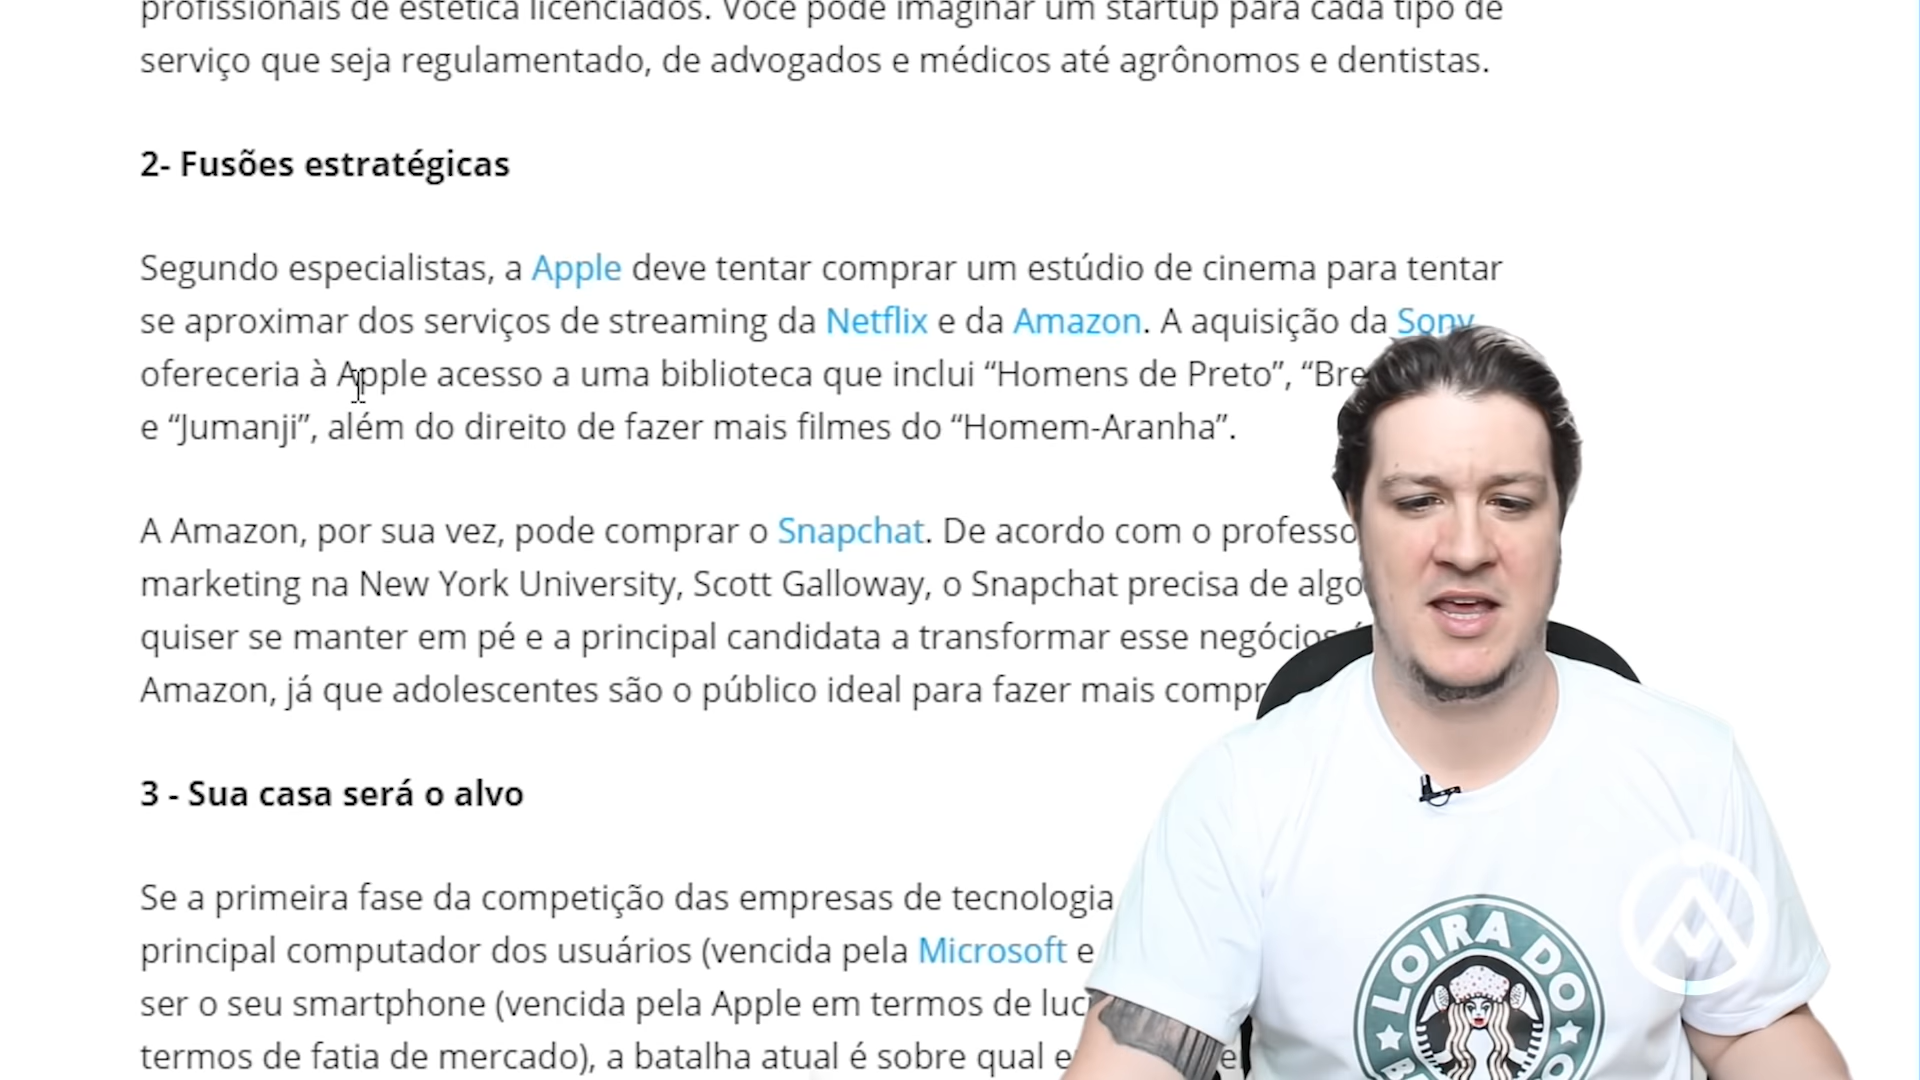 profissionais de estética licenciados. Você pode imaginar um startup para cada tipo de
serviço que seja regulamentado, de advogados e médicos até agrônomos e dentistas.
2- Fusões estratégicas
Segundo especialistas, a Apple deve tentar comprar um estúdio de cinema para tentar
se aproximar dos serviços de streaming da Netflix e da Amazon. A aquisição da Sony
ofereceria à Apple acesso a uma biblioteca que inclui “Homens de Preto”, “Bre
e “Jumanji”, além do direito de fazer mais filmes do “Homem-Aranha”.
A Amazon, por sua vez, pode comprar o Snapchat. De acordo com o professo
marketing na New York University, Scott Galloway, o Snapchat precisa de algo
quiser se manter em pé e a principal candidata a transformar esse negócios é
Amazon, já que adolescentes são o público ideal para fazer mais compr
3 - Sua casa será o alvo
Se a primeira fase da competição das empresas de tecnologia
principal computador dos usuários (vencida pela Microsoft e
ser o seu smartphone (vencida pela Apple em termos de luc
termos de fatia de mercado), a batalha atual é sobre qual e
LOIRA DO